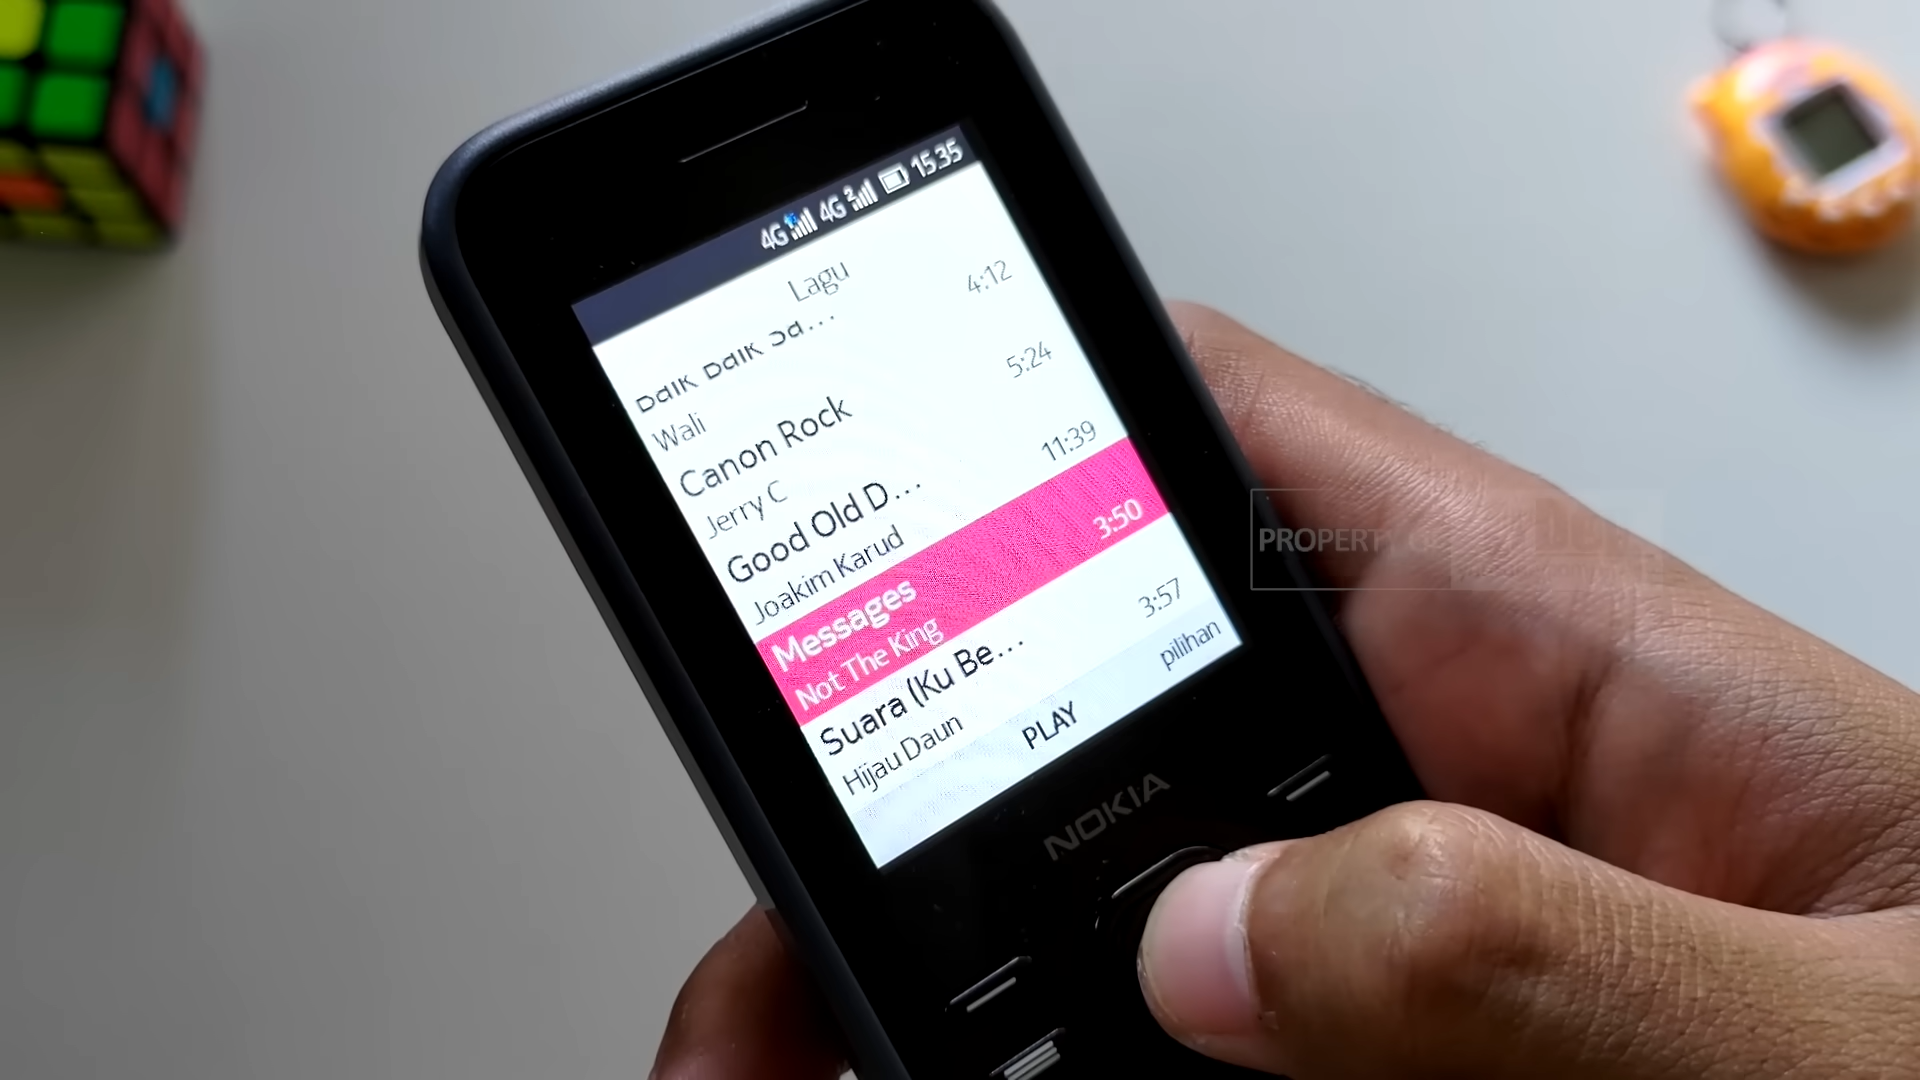 4G 4G 2 15.35
Lagu
4:12
Wali
Canon Rock 5:24
Jerry C
Good Old D... 11:39
Joakim Karud
Messages 3:50
Not The King
Suara (Ku Be... 3:57
Hijau Daun
PLAY pilihan
NOKIA
PROPERTY